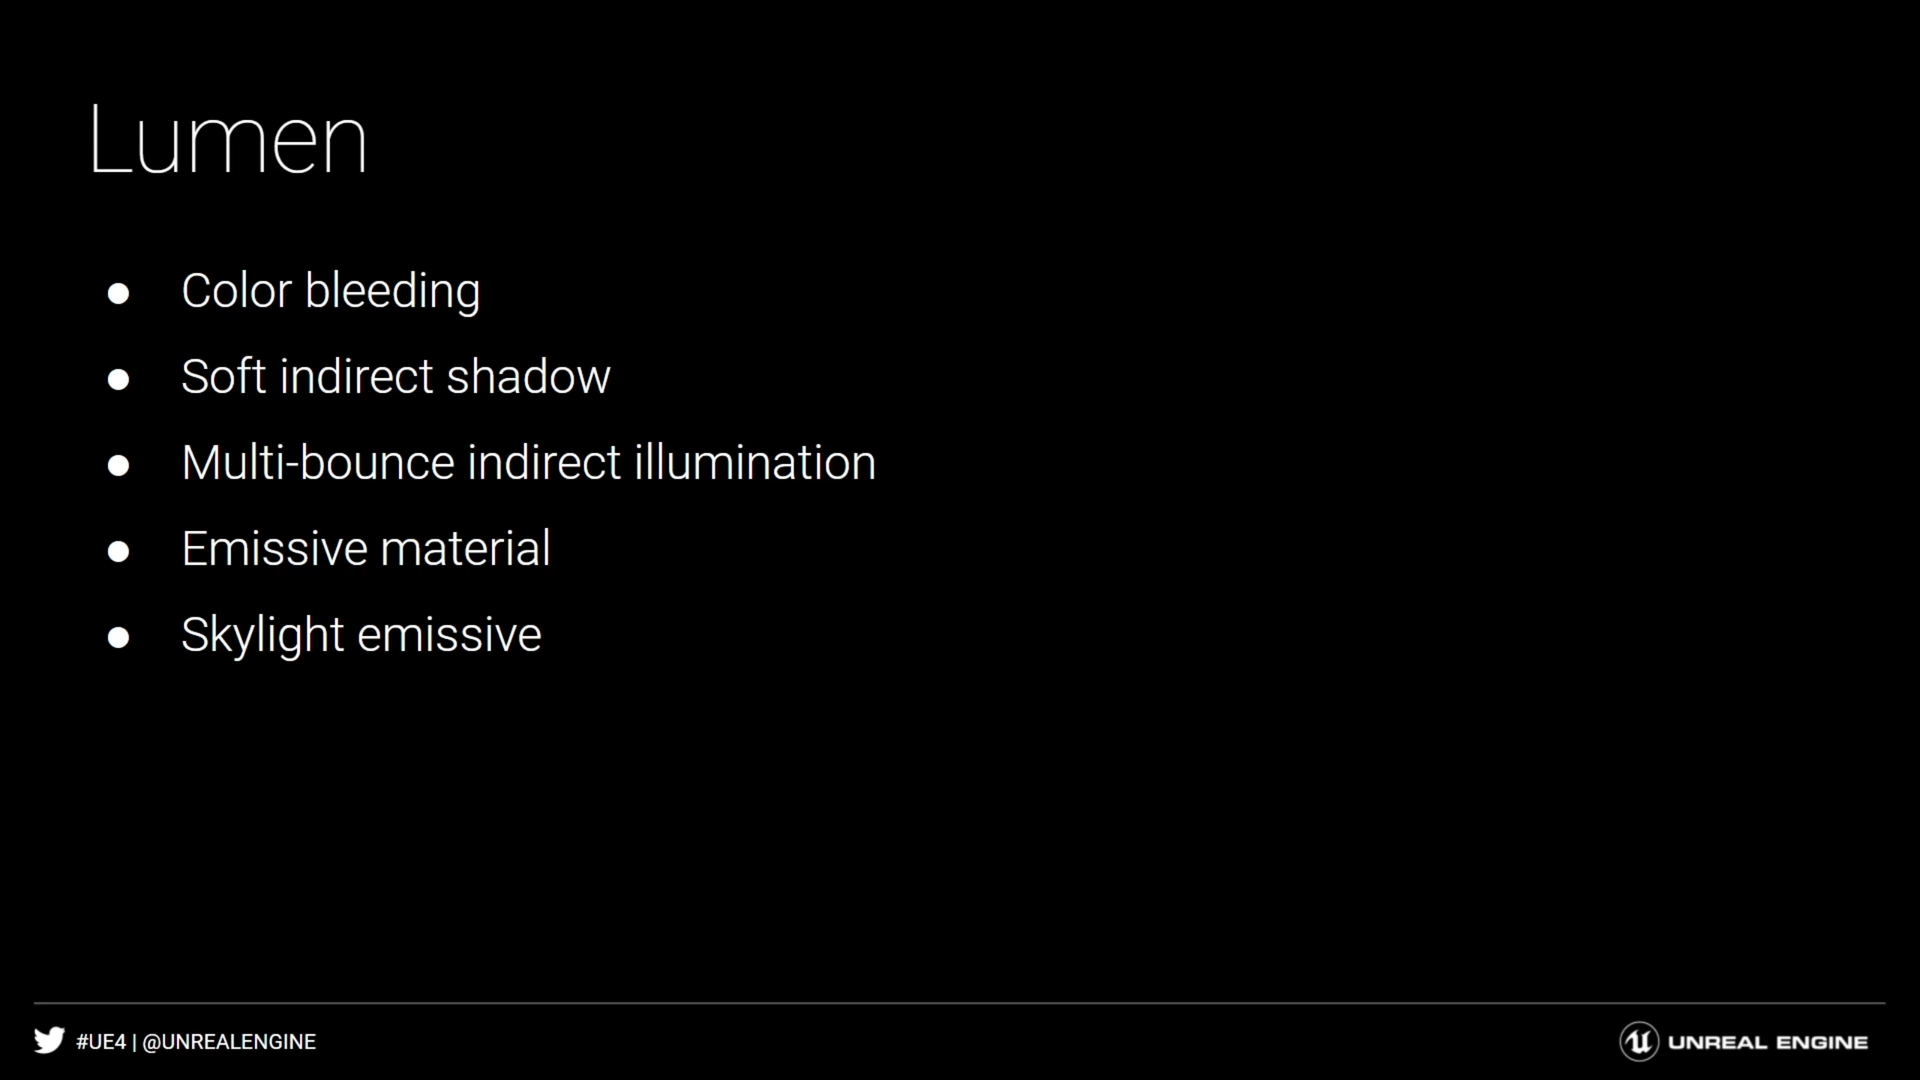 Lumen
● Color bleeding
● Soft indirect shadow
● Multi-bounce indirect illumination
● Emissive material
● Skylight emissive
#UE4 | @UNREALENGINE
UNREAL ENGINE